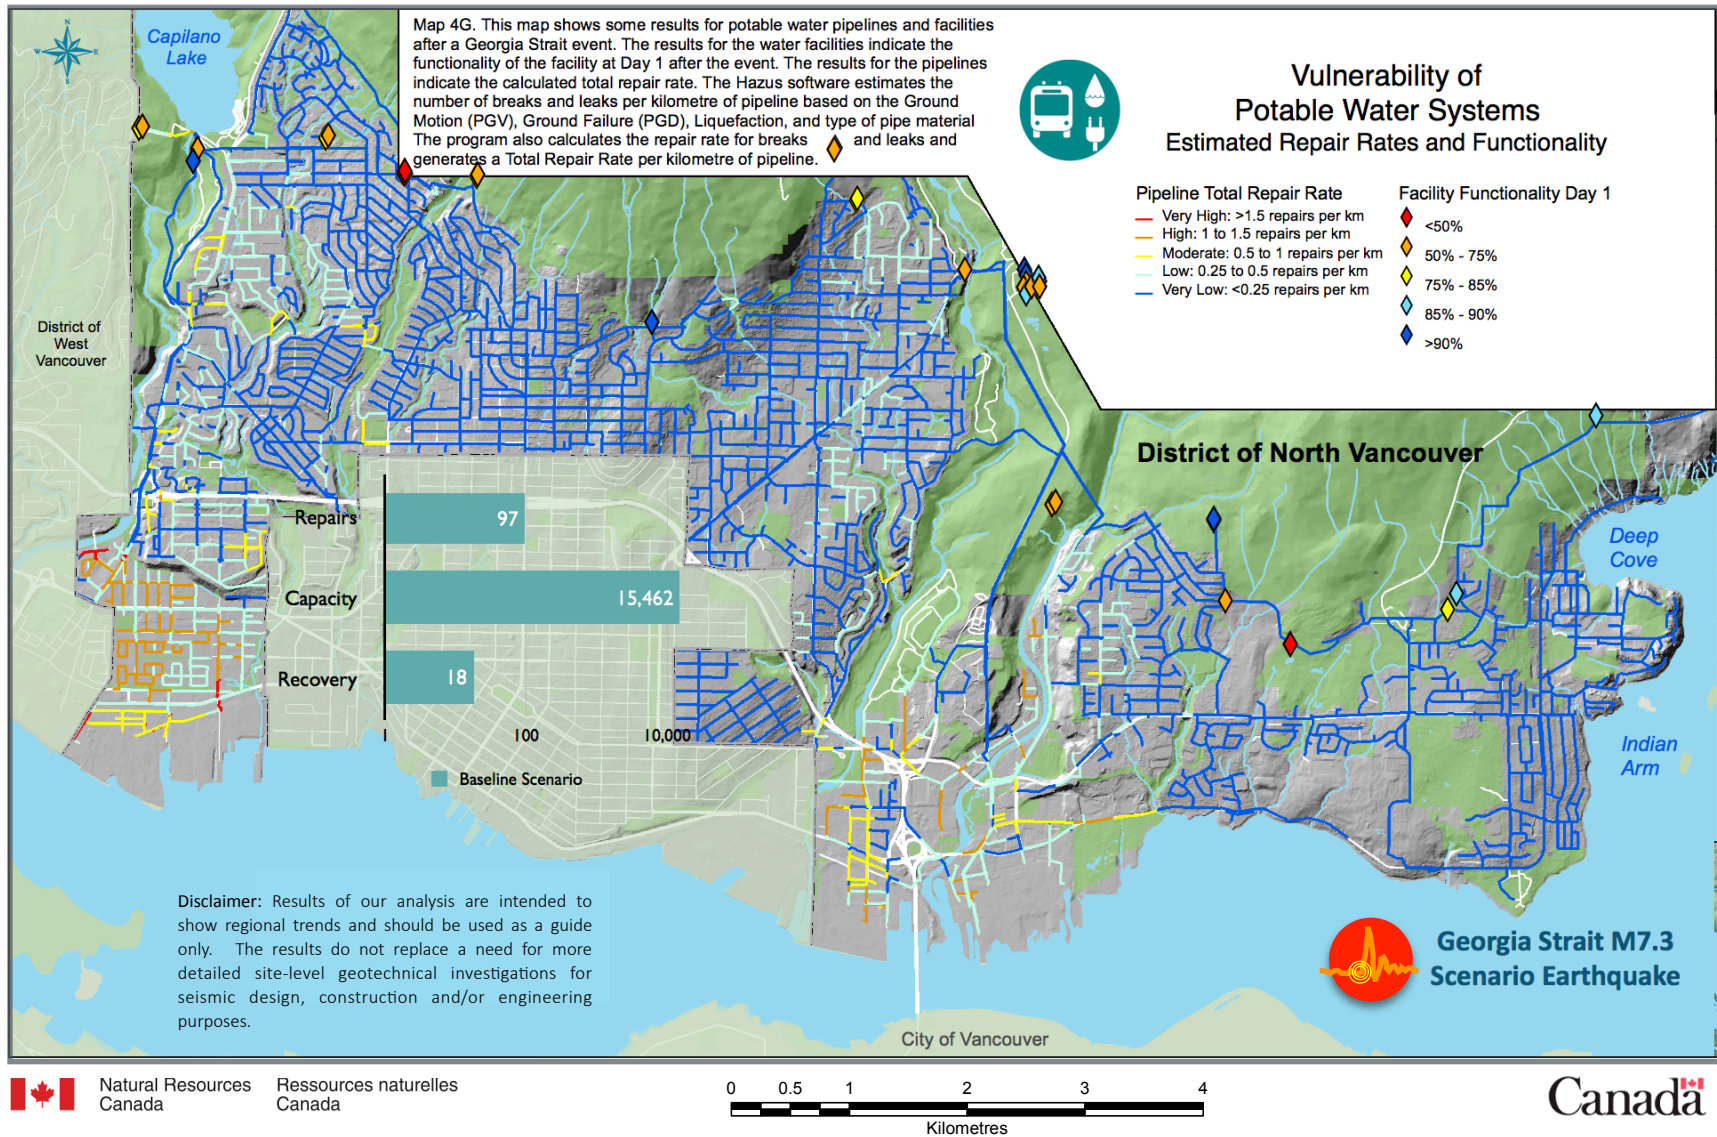 Capilano
Lake
Map 4G. This map shows some results for potable water pipelines and facilities
after a Georgia Strait event. The results for the water facilities indicate the
functionality of the facility at Day 1 after the event. The results for the pipelines
indicate the calculated total repair rate. The Hazus software estimates the
number of breaks and leaks per kilometre of pipeline based on the Ground
Motion (PGV), Ground Failure (PGD), Liquefaction, and type of pipe material
The program also calculates the repair rate for breaks and leaks and
generates a Total Repair Rate per kilometre of pipeline.
Vulnerability of
Potable Water Systems
Estimated Repair Rates and Functionality
Pipeline Total Repair Rate
Very High: >1.5 repairs per km
High: 1 to 1.5 repairs per km
Moderate: 0.5 to 1 repairs per km
Low: 0.25 to 0.5 repairs per km
Very Low: <0.25 repairs per km
Facility Functionality Day 1
<50%
50% - 75%
75% - 85%
85% - 90%
>90%
W
E
District of
West
Vancouver
District of North Vancouver
Deep
Cove
Indian
Arm
Repairs
97
Capacity
15,462
Recovery
18
1
100
10,000
Baseline Scenario
Disclaimer: Results of our analysis are intended to
show regional trends and should be used as a guide
only. The results do not replace a need for more
detailed site-level geotechnical investigations for
seismic design, construction and/or engineering
purposes.
Georgia Strait M7.3
Scenario Earthquake
City of Vancouver
Natural Resources
Canada
Ressources naturelles
Canada
0 0.5 1 2 3 4
Kilometres
Canada